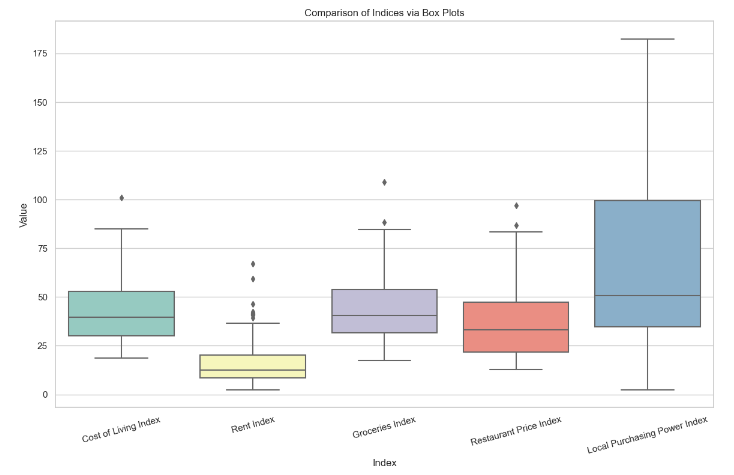 Comparison of Indices via Box Plots
Value
175
150
125
100
75
50
25
0
Cost of Living Index
Rent Index
Groceries Index
Restaurant Price Index
Local Purchasing Power Index
Index